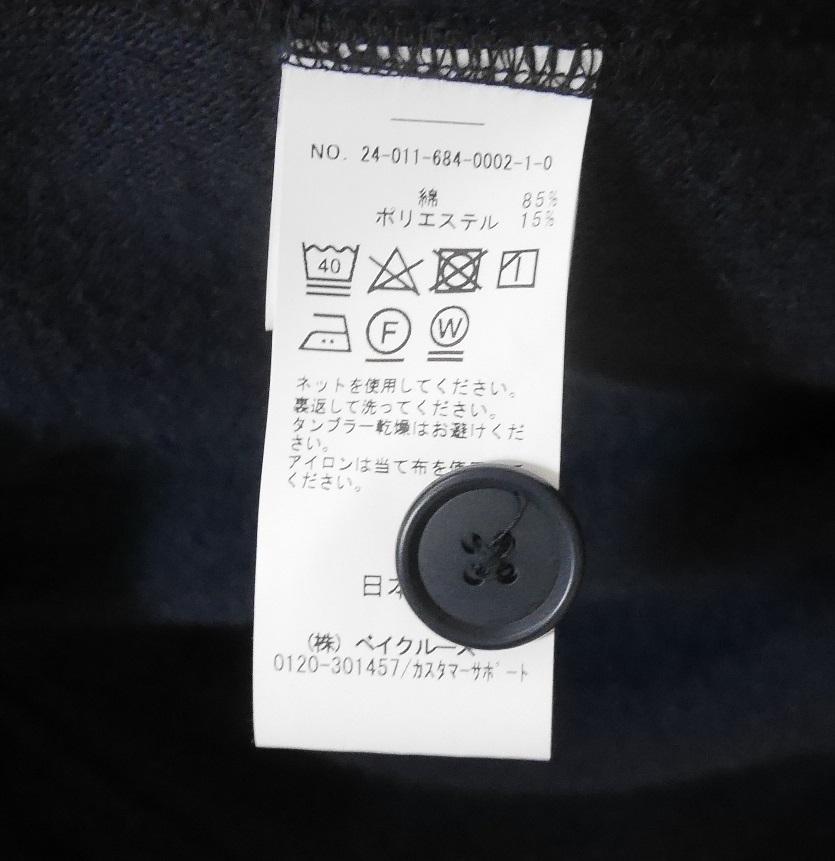 NO. 24-011-684-0002-1-0
綿 85%
ポリエステル 15%
40
F W
ネットを使用してください。
裏返して洗ってください。
タンブラー乾燥はお避けくだ
さい。
アイロンは当て布を
ください。
日本
(株) ベイクルーズ
0120-301457/カスタマーサポート